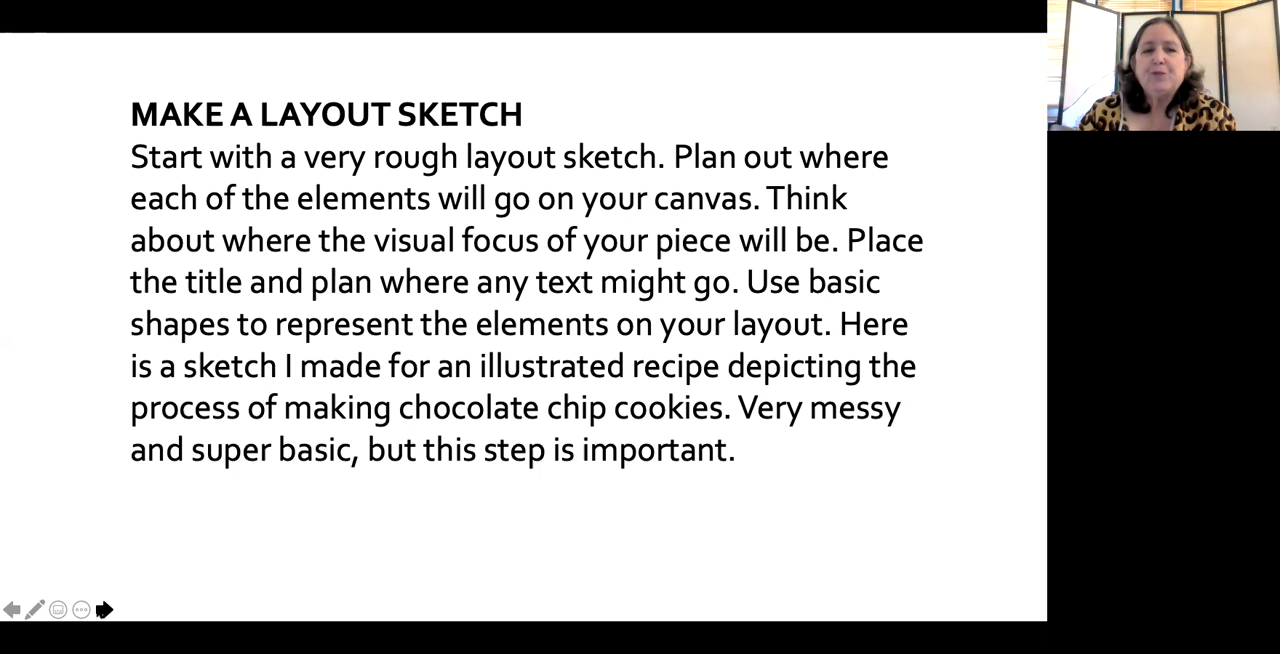 MAKE A LAYOUT SKETCH
Start with a very rough layout sketch. Plan out where
each of the elements will go on your canvas. Think
about where the visual focus of your piece will be. Place
the title and plan where any text might go. Use basic
shapes to represent the elements on your layout. Here
is a sketch I made for an illustrated recipe depicting the
process of making chocolate chip cookies. Very messy
and super basic, but this step is important.